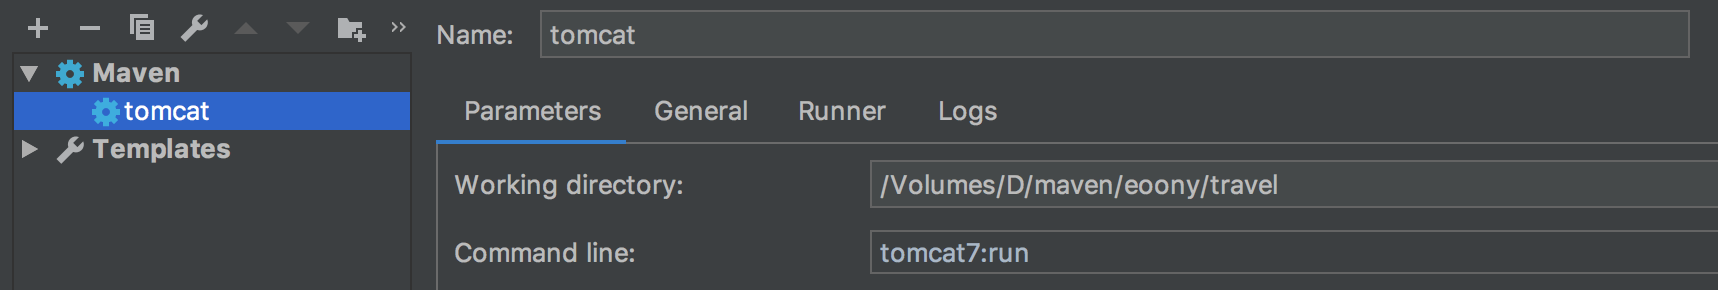 Name: tomcat
Maven
tomcat
Templates
Parameters General Runner Logs
Working directory: /Volumes/D/maven/eoony/travel
Command line: tomcat7:run